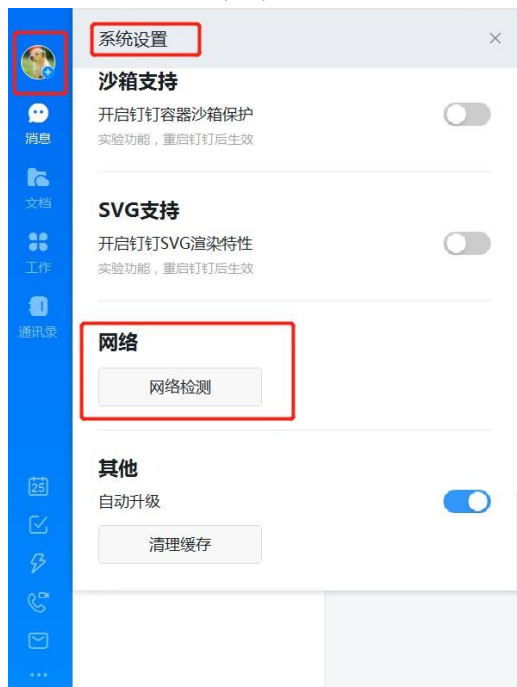 系统设置
沙箱支持
开启钉钉容器沙箱保护
实验功能，重启钉钉后生效
SVG支持
开启钉钉SVG渲染特性
实验功能，重启钉钉后生效
网络
网络检测
其他
自动升级
清理缓存
消息
文档
工作
通讯录
25